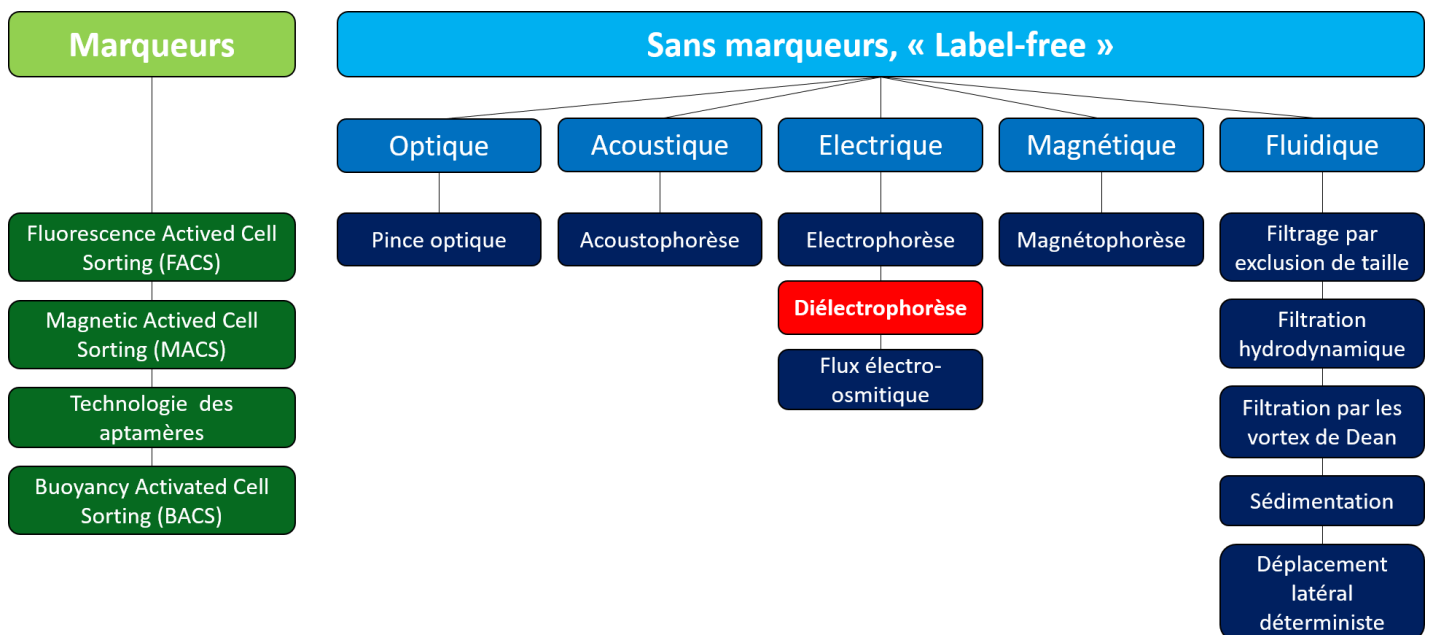 Marqueurs
Sans marqueurs, « Label-free »
Optique
Acoustique
Electrique
Magnétique
Fluidique
Fluorescence Actived Cell
Sorting (FACS)
Magnetic Actived Cell
Sorting (MACS)
Technologie des
aptamères
Buoyancy Activated Cell
Sorting (BACS)
Pince optique
Acoustophorèse
Electrophorèse
Diélectrophorèse
Flux électro-
osmitique
Magnétophorèse
Filtrage par
exclusion de taille
Filtration
hydrodynamique
Filtration par les
vortex de Dean
Sédimentation
Déplacement
latéral
déterministe